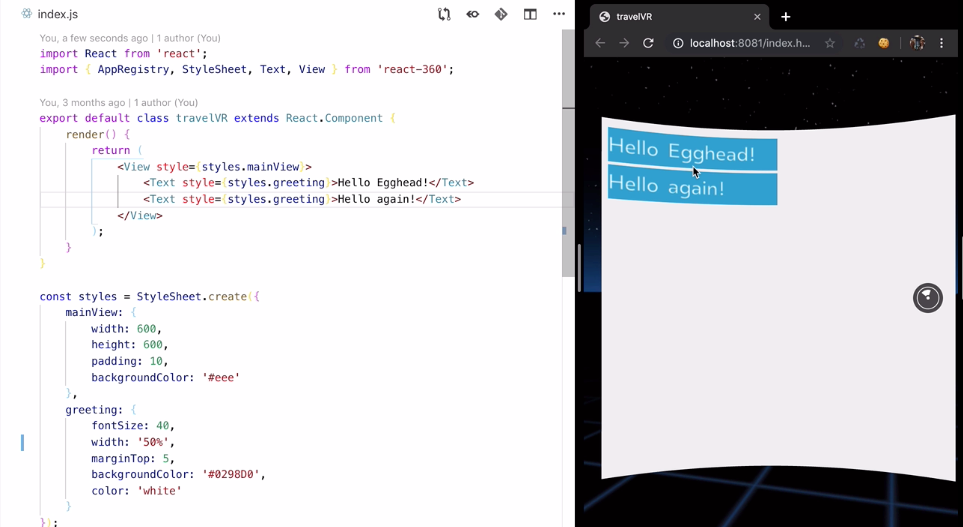 index.js
You, a few seconds ago | 1 author (You)
import React from 'react';
import { AppRegistry, StyleSheet, Text, View } from 'react-360';
You, 3 months ago | 1 author (You)
export default class travelVR extends React.Component {
render() {
return (
<View style={styles.mainView}>
<Text style={styles.greeting}>Hello Egghead!</Text>
<Text style={styles.greeting}>Hello again!</Text>
</View>
);
}
}
const styles = StyleSheet.create({
mainView: {
width: 600,
height: 600,
padding: 10,
backgroundColor: '#eee'
},
greeting: {
fontSize: 40,
width: '50%',
marginTop: 5,
backgroundColor: '#0298D0',
color: 'white'
}
});
travelVR
localhost:8081/index.h...
Hello Egghead!
Hello again!